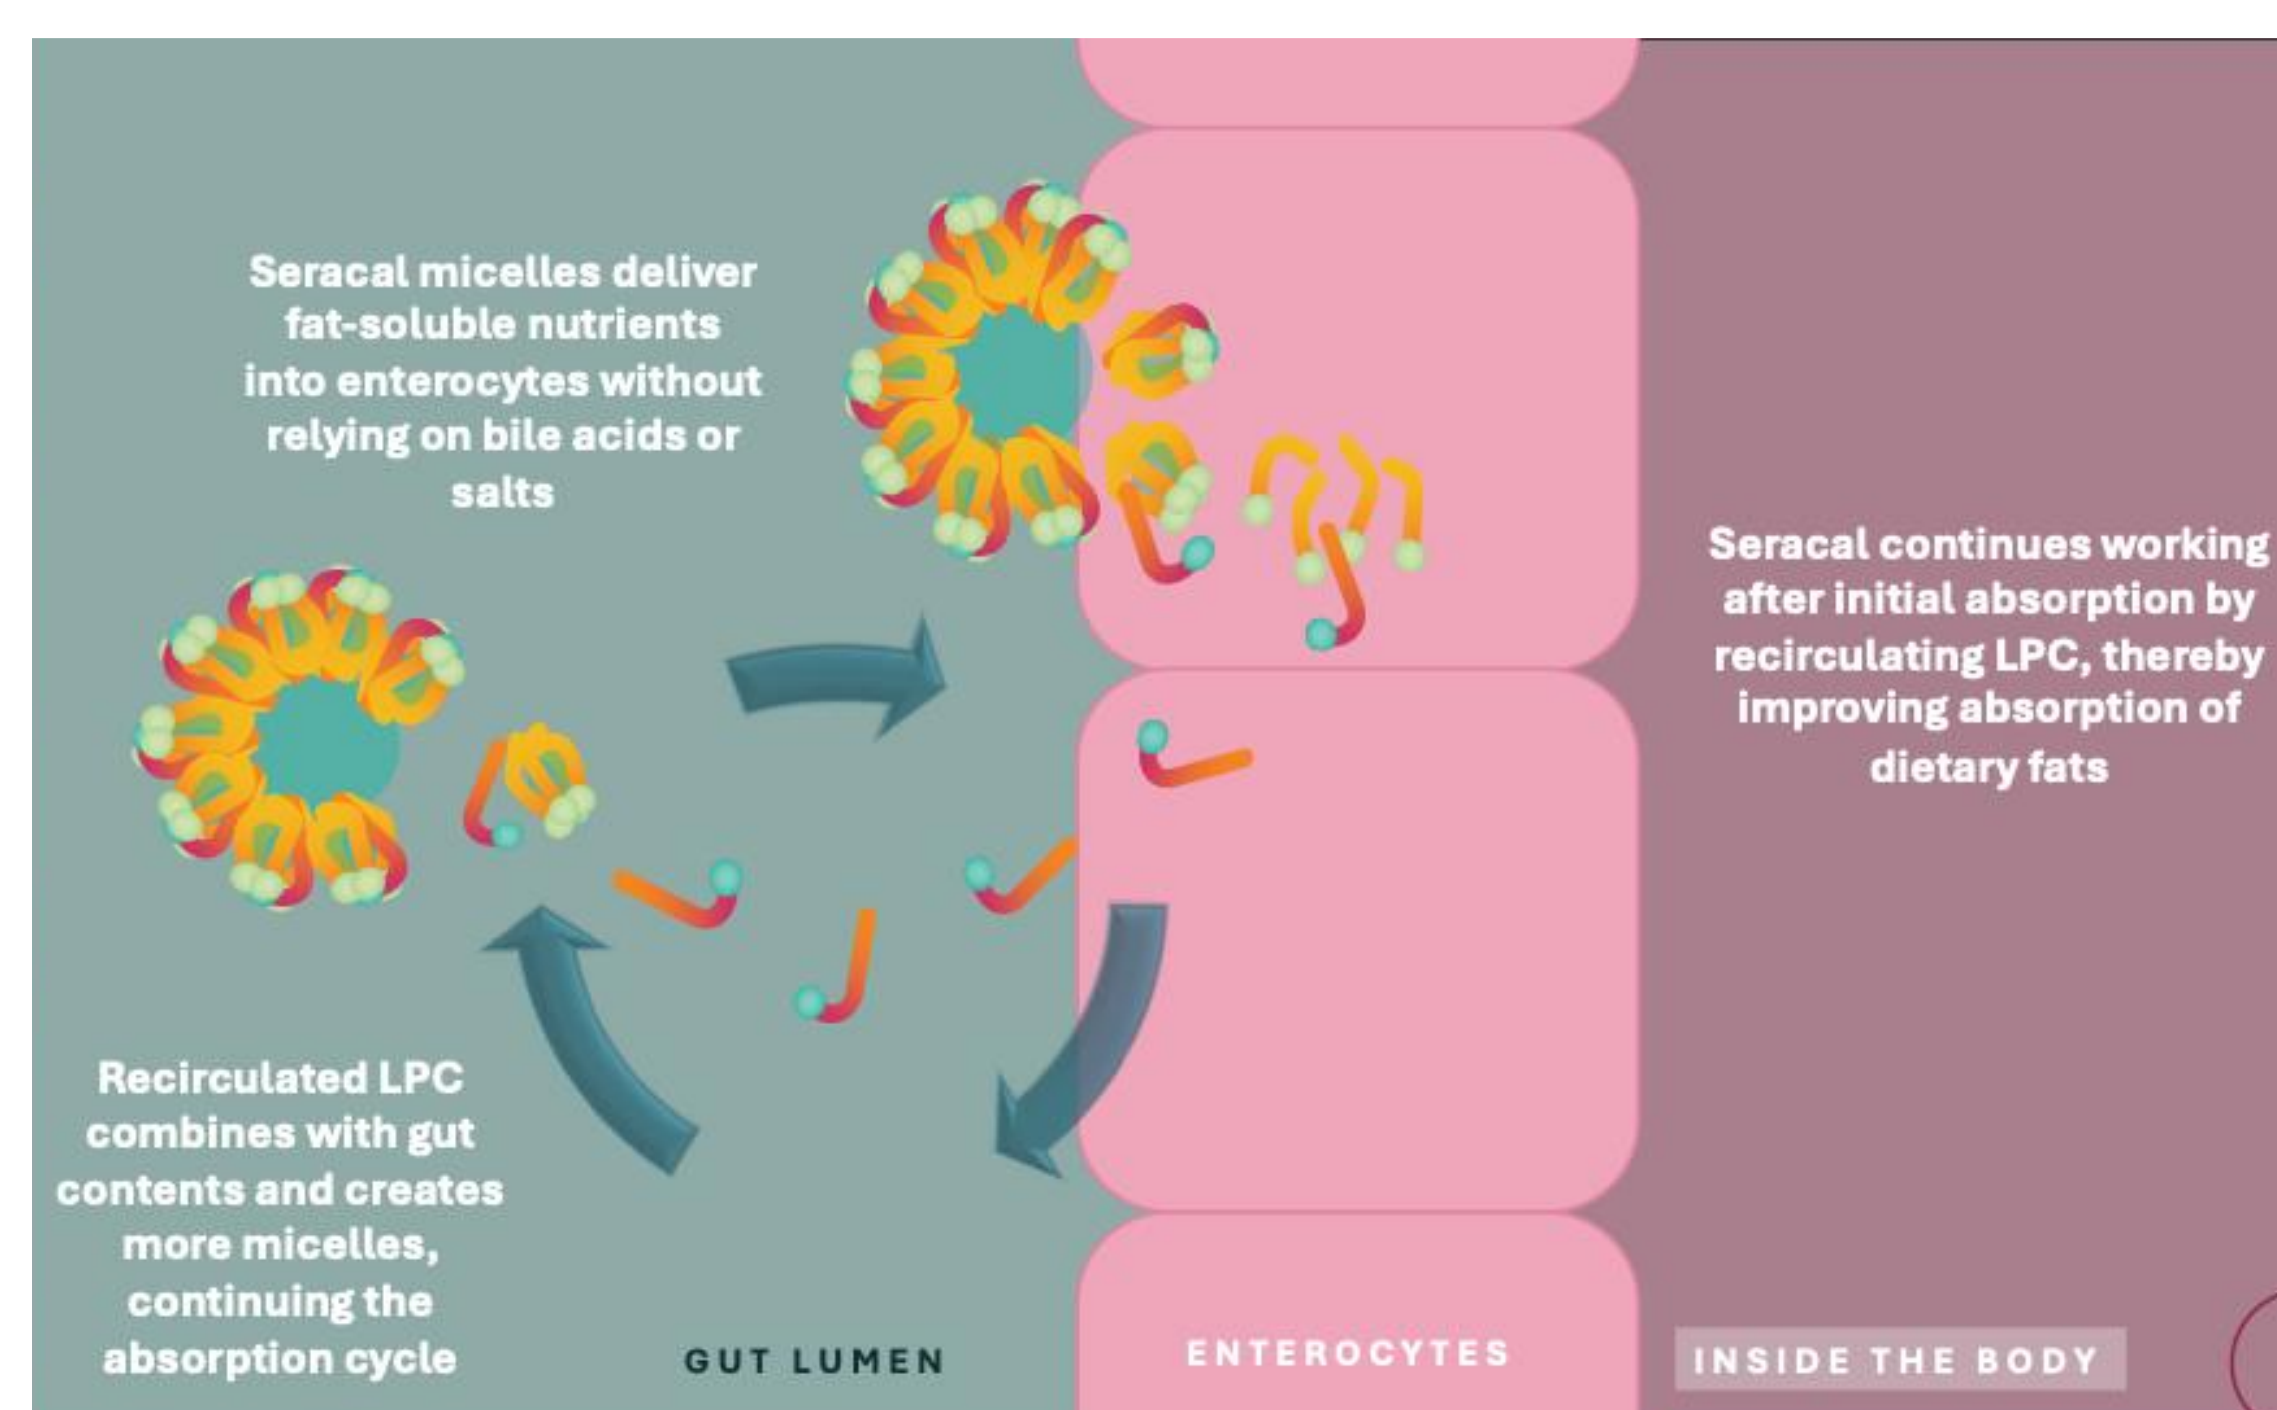 Seracal micelles deliver
fat-soluble nutrients
into enterocytes without
relying on bile acids or
salts
Seracal continues working
after initial absorption by
recirculating LPC, thereby
improving absorption of
dietary fats
Recirculated LPC
combines with gut
contents and creates
more micelles,
continuing the
absorption cycle
GUT LUMEN
ENTEROCYTES
INSIDE THE BODY